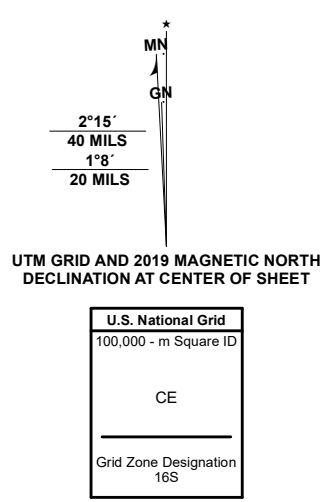 MN
GN
2°15´
40 MILS
1°8´
20 MILS
UTM GRID AND 2019 MAGNETIC NORTH
DECLINATION AT CENTER OF SHEET
U.S. National Grid
100,000 - m Square ID
CE
Grid Zone Designation
16S